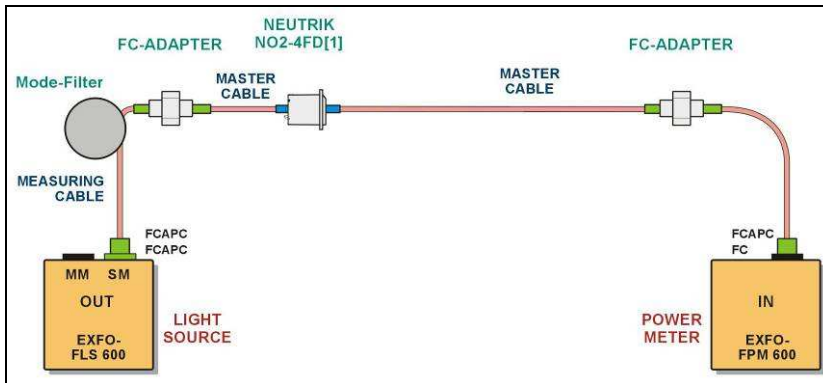 NEUTRIK
NO2-4FD[1]
FC-ADAPTER
FC-ADAPTER
Mode-Filter
MASTER
CABLE
MASTER
CABLE
MEASURING
CABLE
FCAPC
FCAPC
FCAPC
FC
MM SM
OUT
EXFO-
FLS 600
LIGHT
SOURCE
POWER
METER
IN
EXFO-
FPM 600